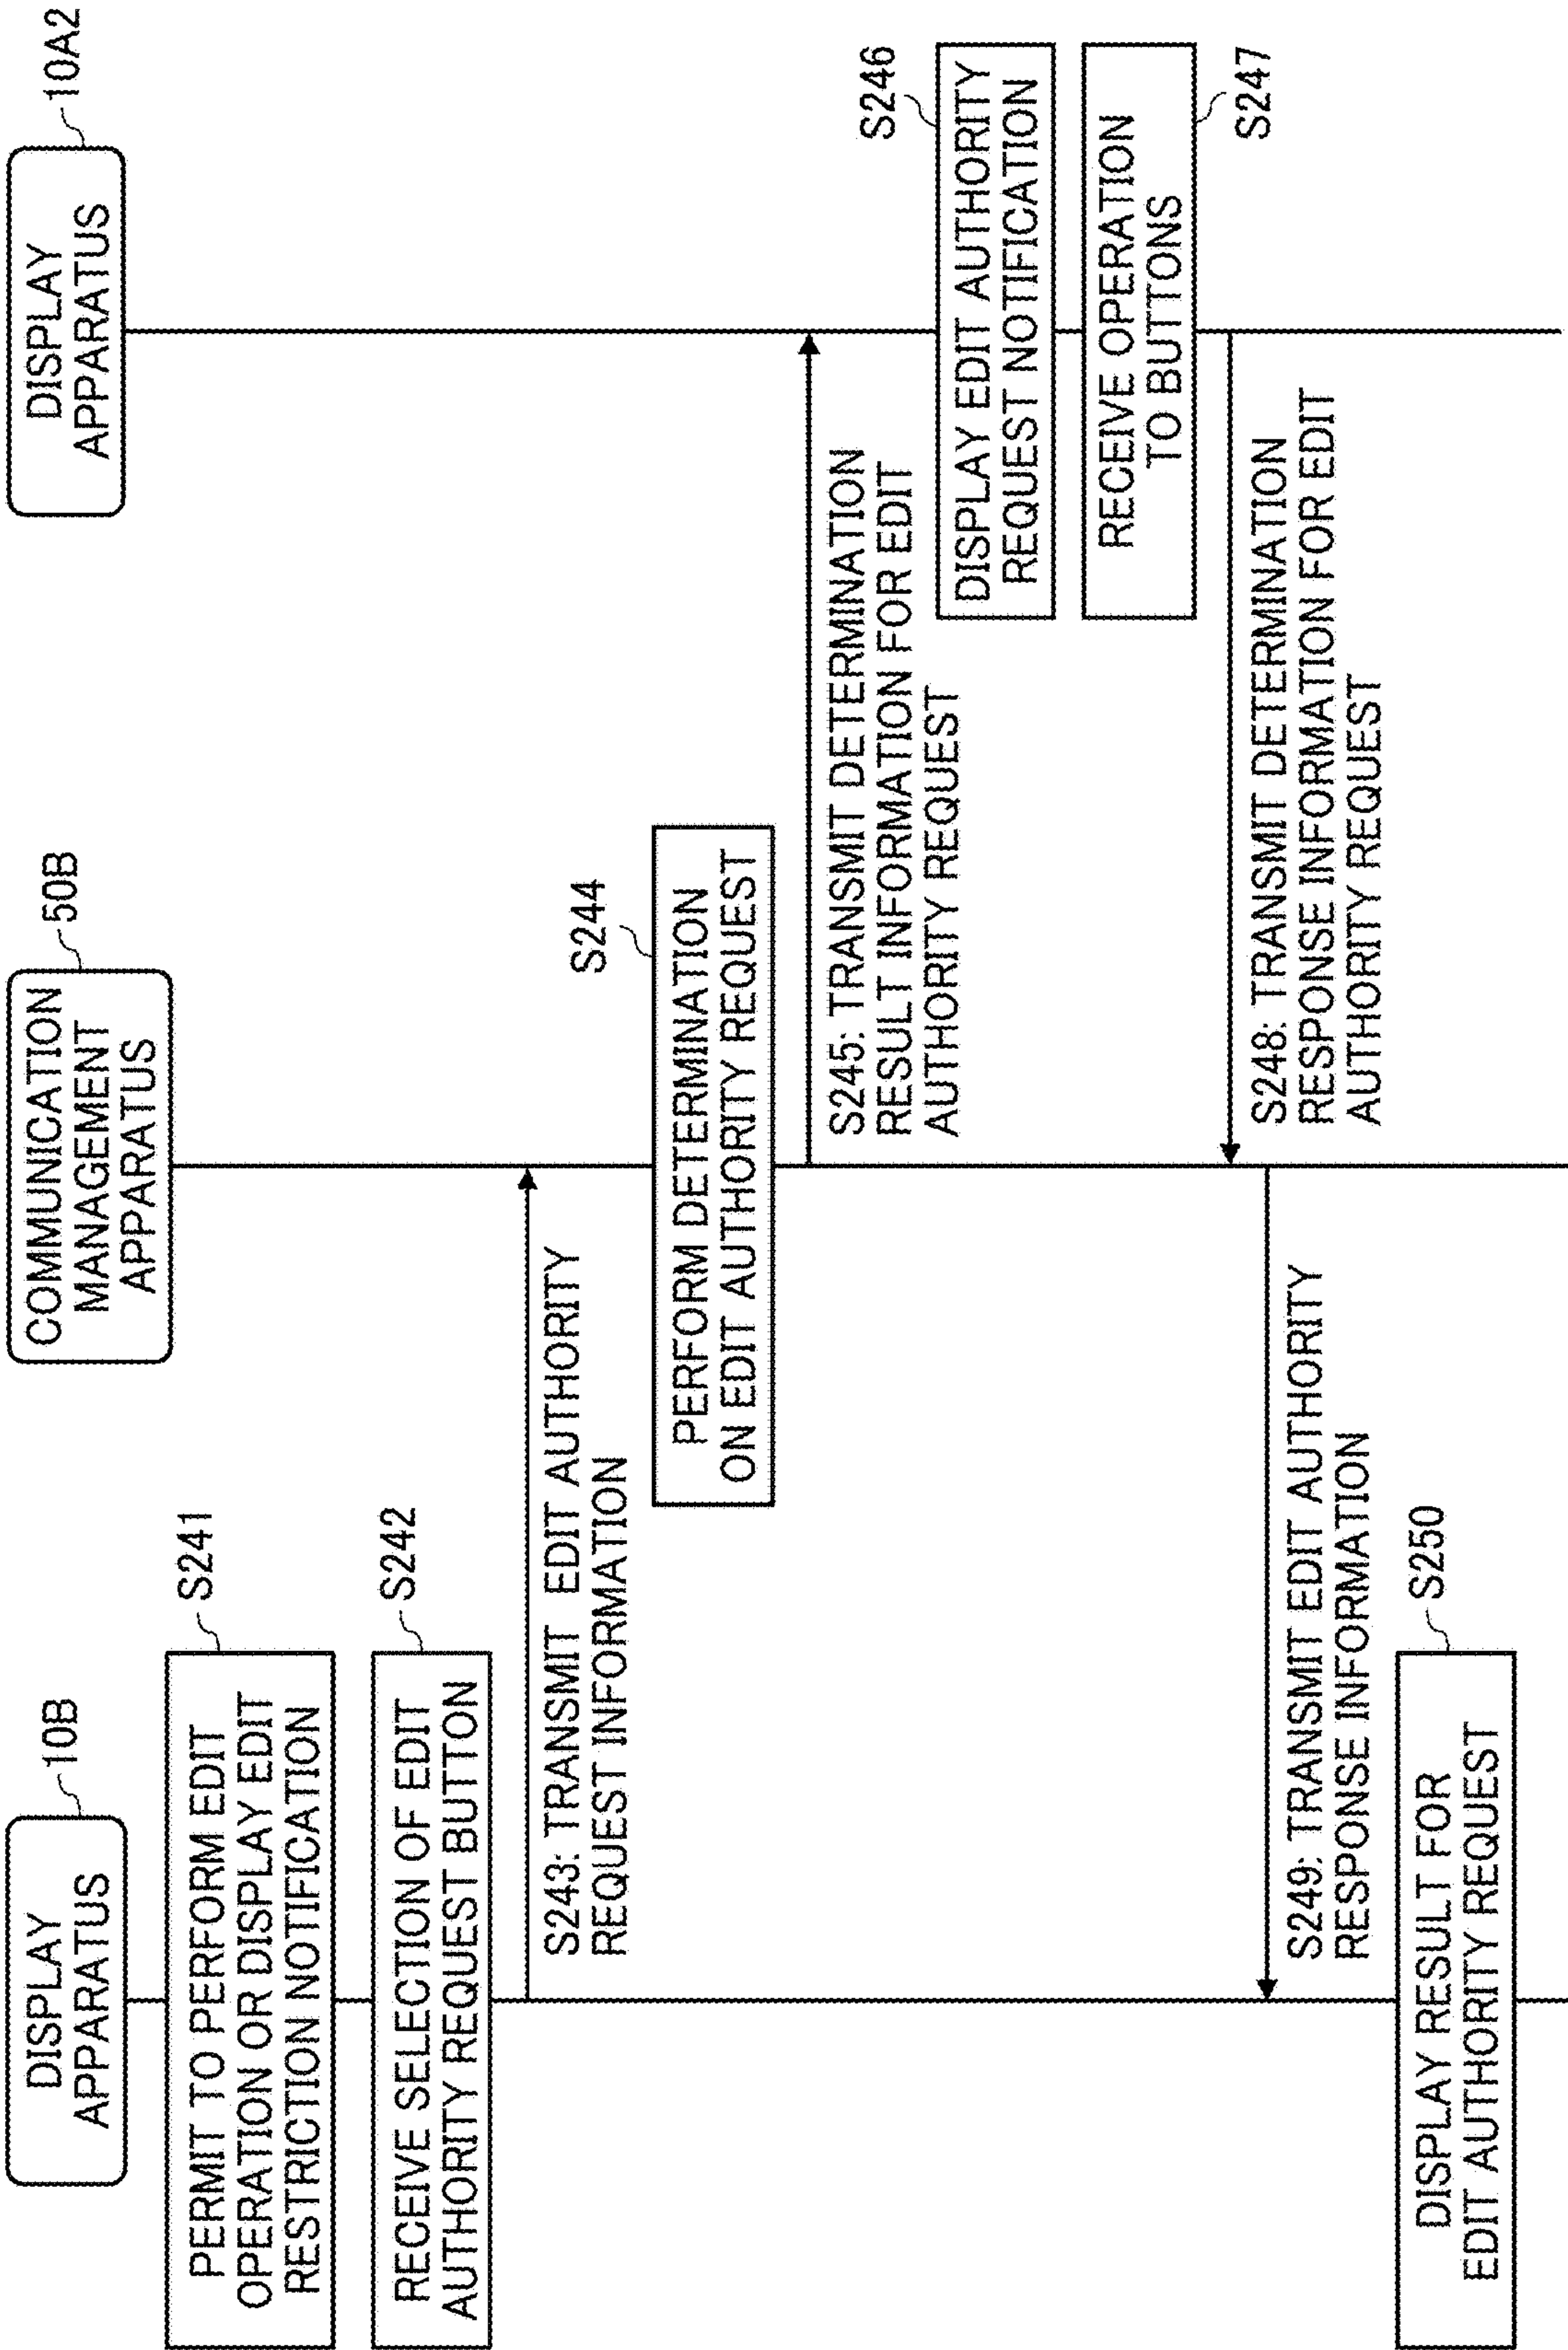 DISPLAY
APPARATUS
10B
COMMUNICATION
MANAGEMENT
APPARATUS
50B
DISPLAY
APPARATUS
10A2
PERMIT TO PERFORM EDIT
OPERATION OR DISPLAY EDIT
RESTRICTION NOTIFICATION
S241
RECEIVE SELECTION OF EDIT
AUTHORITY REQUEST BUTTON
S242
S243: TRANSMIT EDIT AUTHORITY
REQUEST INFORMATION
S244
PERFORM DETERMINATION
ON EDIT AUTHORITY REQUEST
S245: TRANSMIT DETERMINATION
RESULT INFORMATION FOR EDIT
AUTHORITY REQUEST
S246
DISPLAY EDIT AUTHORITY
REQUEST NOTIFICATION
RECEIVE OPERATION
TO BUTTONS
S247
S248: TRANSMIT DETERMINATION
RESPONSE INFORMATION FOR EDIT
AUTHORITY REQUEST
S249: TRANSMIT EDIT AUTHORITY
RESPONSE INFORMATION
S250
DISPLAY RESULT FOR
EDIT AUTHORITY REQUEST